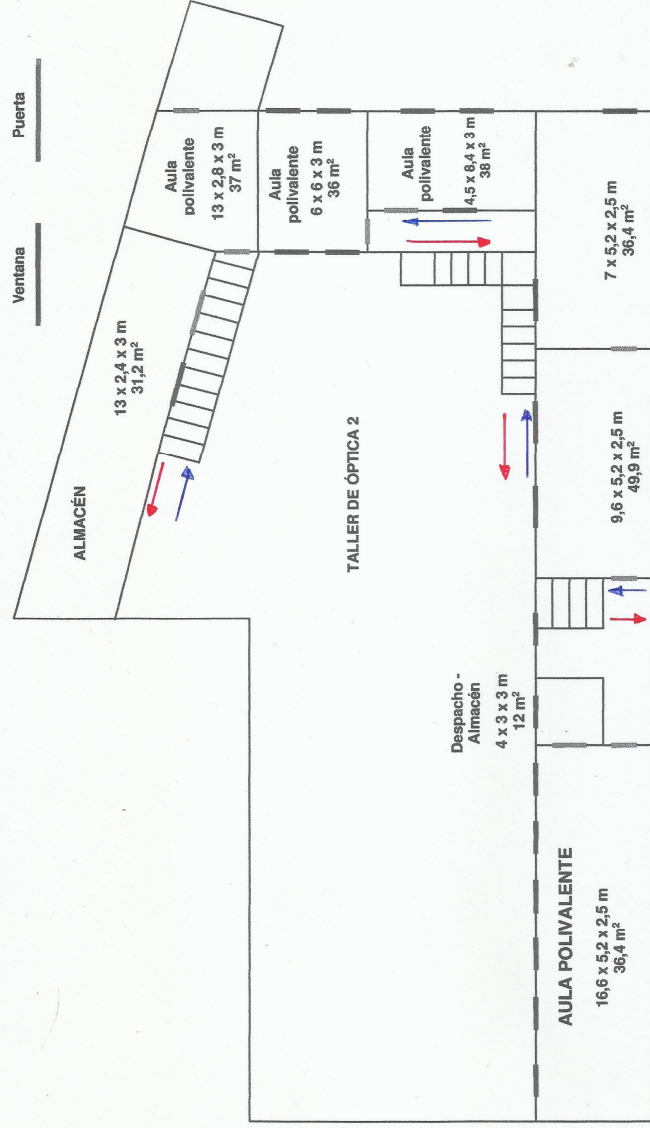 Puerta
Ventana
ALMACÉN
13 x 2,4 x 3 m
31,2 m²
Aula
polivalente
13 x 2,8 x 3 m
37 m²
Aula
polivalente
6 x 6 x 3 m
36 m²
Aula
polivalente
4,5 x 8,4 x 3 m
38 m²
TALLER DE ÓPTICA 2
Despacho -
Almacén
4 x 3 x 3 m
12 m²
AULA POLIVALENTE
16,6 x 5,2 x 2,5 m
36,4 m²
9,6 x 5,2 x 2,5 m
49,9 m²
7 x 5,2 x 2,5 m
36,4 m²